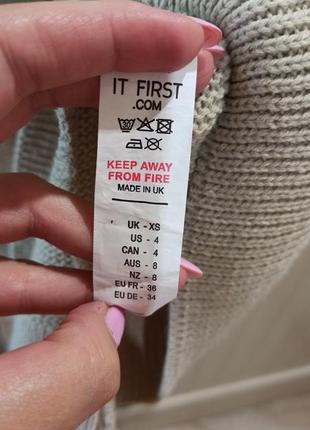 IT FIRST
.COM
30
KEEP AWAY
FROM FIRE
MADE IN UK
UK - XS
US - 4
CAN - 4
AUS - 8
NZ - 8
EU FR - 36
EU DE - 34